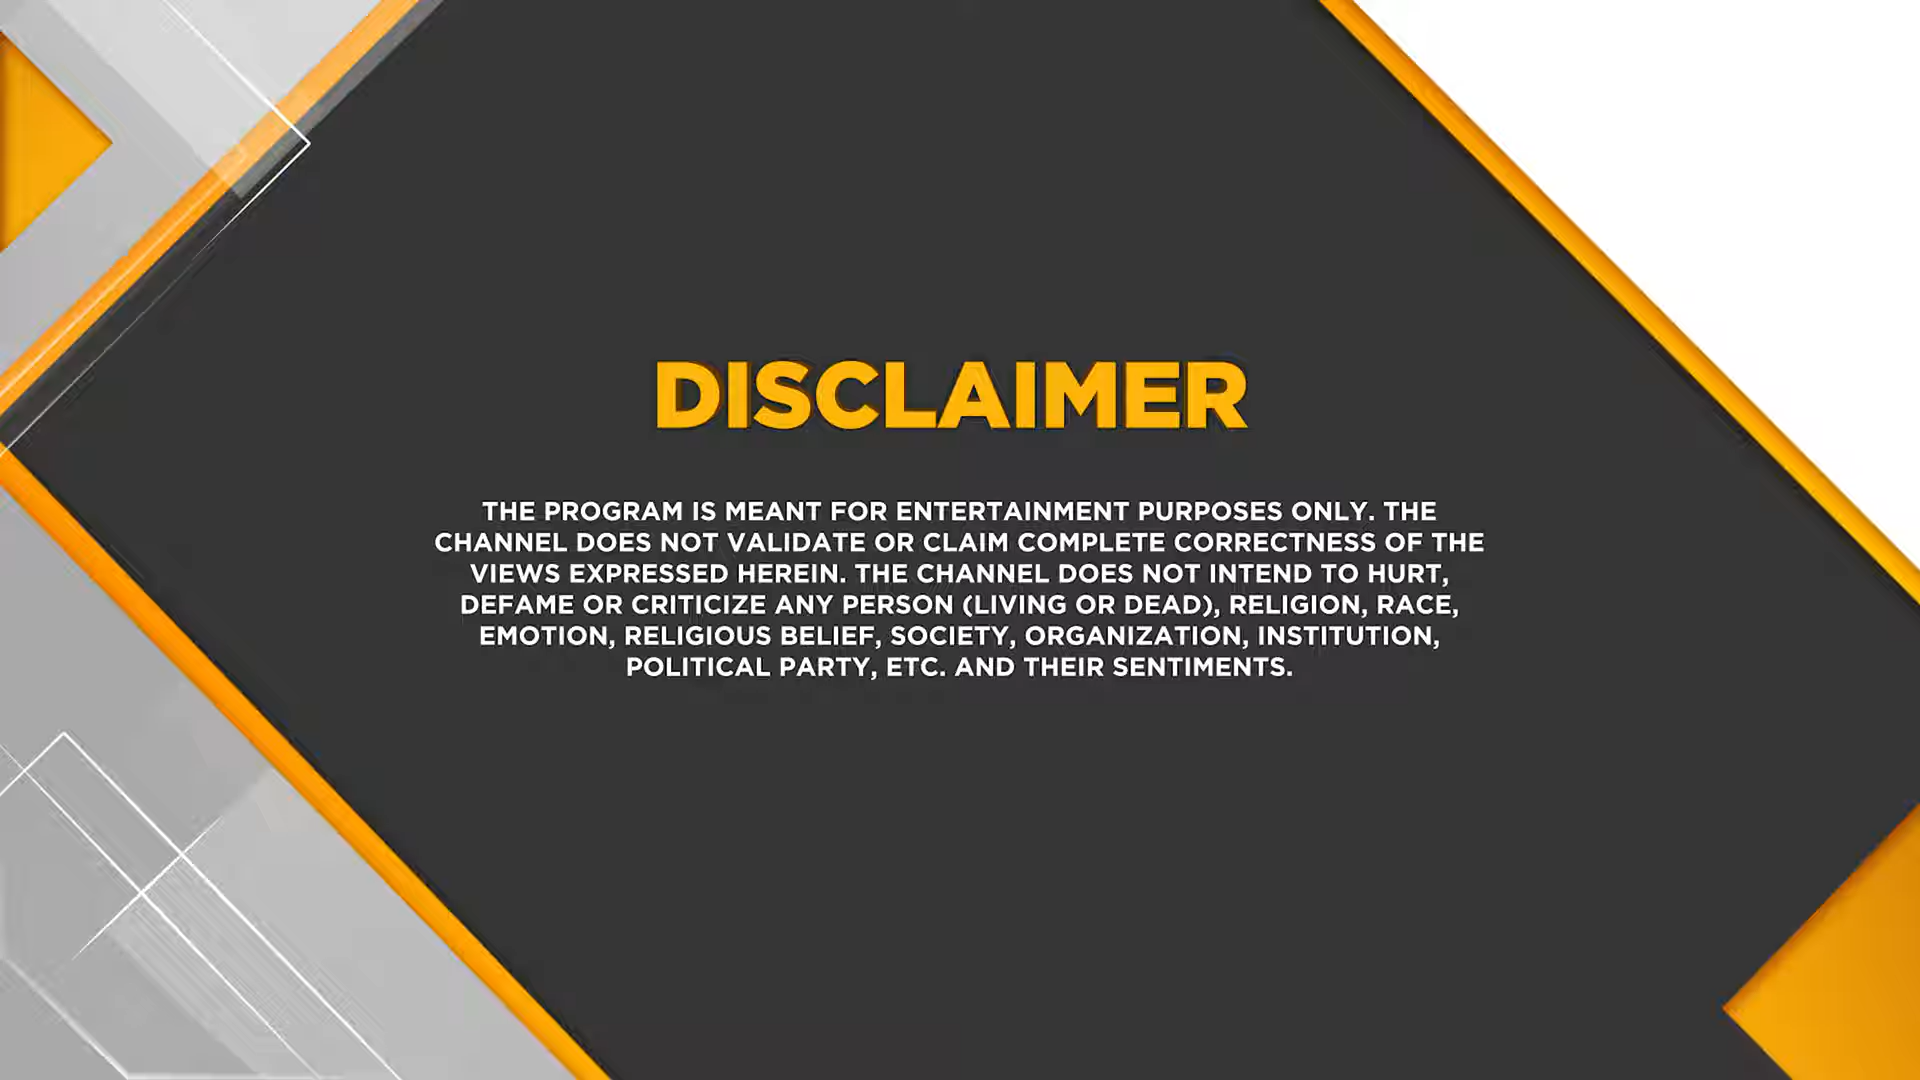 DISCLAIMER
THE PROGRAM IS MEANT FOR ENTERTAINMENT PURPOSES ONLY. THE
CHANNEL DOES NOT VALIDATE OR CLAIM COMPLETE CORRECTNESS OF THE
VIEWS EXPRESSED HEREIN. THE CHANNEL DOES NOT INTEND TO HURT,
DEFAME OR CRITICIZE ANY PERSON (LIVING OR DEAD), RELIGION, RACE,
EMOTION, RELIGIOUS BELIEF, SOCIETY, ORGANIZATION, INSTITUTION,
POLITICAL PARTY, ETC. AND THEIR SENTIMENTS.